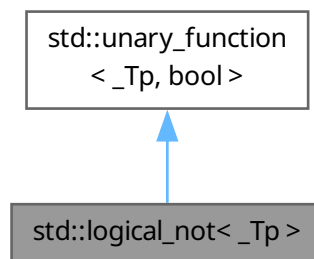 std::unary_function
< _Tp, bool >
std::logical_not< _Tp >